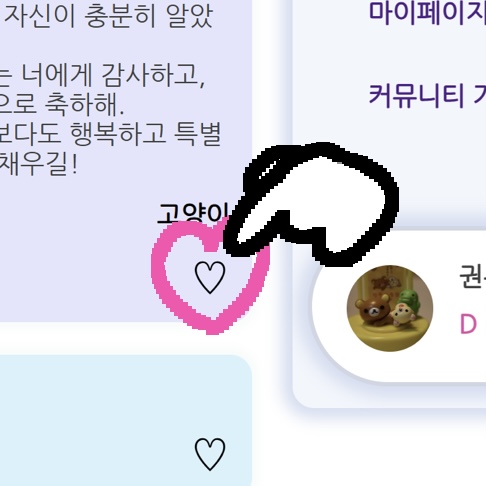 자신이 충분히 알았
는 너에게 감사하고,
으로 축하해.
보다도 행복하고 특별
채우길!
고양이
마이페이지
커뮤니티
D